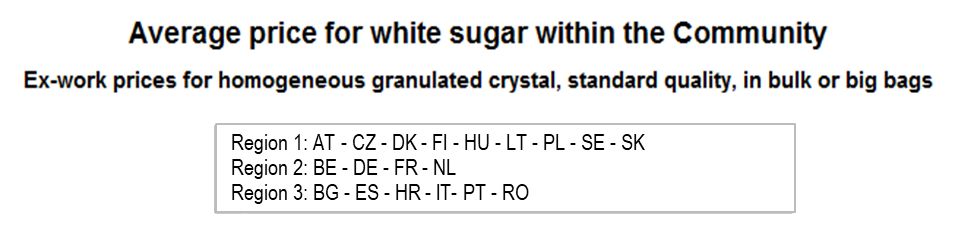 Average price for white sugar within the Community
Ex-work prices for homogeneous granulated crystal, standard quality, in bulk or big bags
Region 1: AT - CZ - DK - FI - HU - LT - PL - SE - SK
Region 2: BE - DE - FR - NL
Region 3: BG - ES - HR - IT- PT - RO